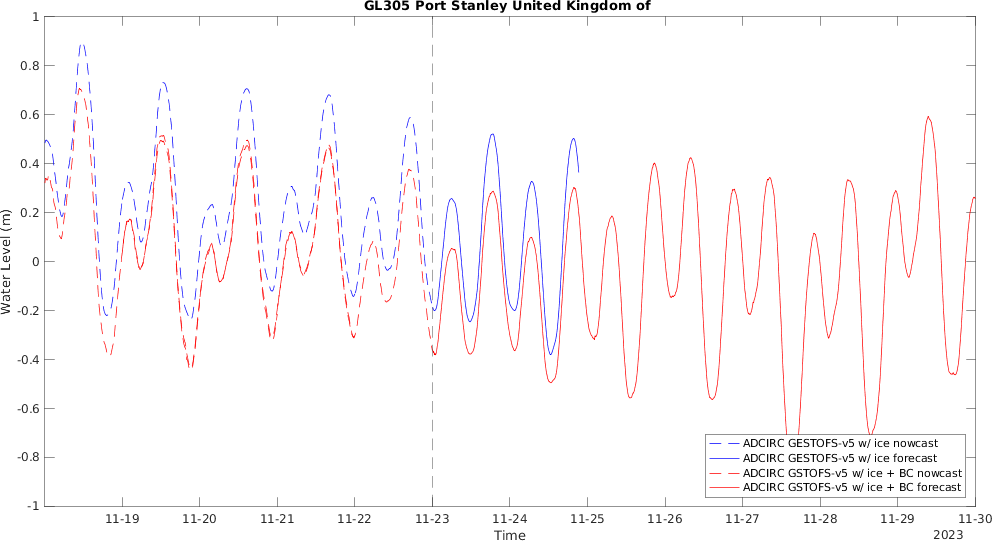 GL305 Port Stanley United Kingdom of
1
0.8
0.6
0.4
0.2
0
-0.2
-0.4
-0.6
-0.8
-1
Water Level (m)
ADCIRC GESTOFS-v5 w/ ice nowcast
ADCIRC GESTOFS-v5 w/ ice forecast
ADCIRC GSTOFS-v5 w/ ice + BC nowcast
ADCIRC GSTOFS-v5 w/ ice + BC forecast
11-19 11-20 11-21 11-22 11-23 11-24 11-25 11-26 11-27 11-28 11-29 11-30
Time
2023